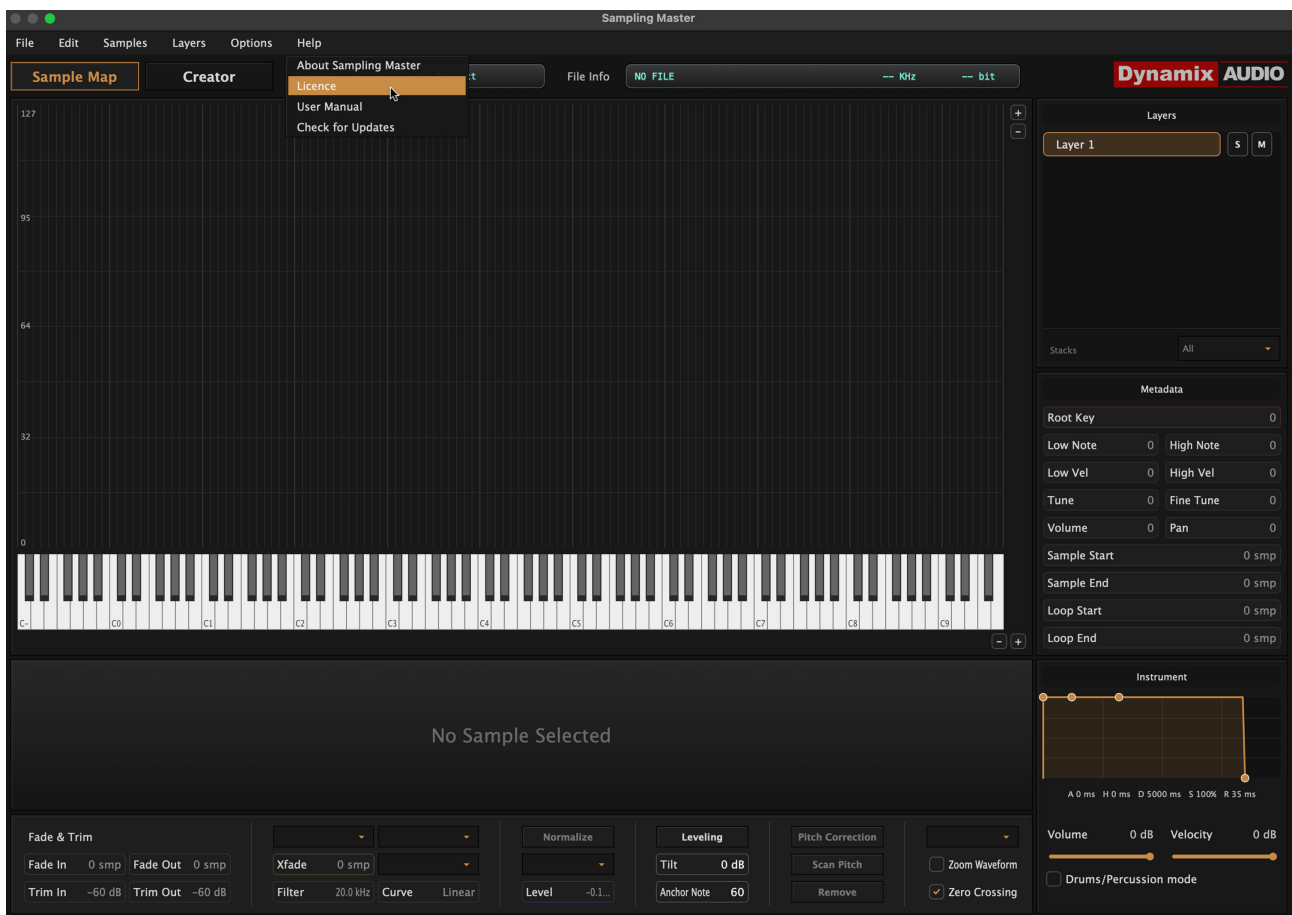 Sampling Master
File Edit Samples Layers Options Help
About Sampling Master
Licence
User Manual
Check for Updates
Sample Map Creator File Info NO FILE -- KHz -- bit Dynamix AUDIO
127
95
64
32
0
C- C0 C1 C2 C3 C4 C5 C6 C7 C8 C9
Layers
Layer 1 S M
Stacks All
Metadata
Root Key 0
Low Note 0 High Note 0
Low Vel 0 High Vel 0
Tune 0 Fine Tune 0
Volume 0 Pan 0
Sample Start 0 smp
Sample End 0 smp
Loop Start 0 smp
Loop End 0 smp
No Sample Selected
Instrument
A 0 ms H 0 ms D 5000 ms S 100% R 35 ms
Volume 0 dB Velocity 0 dB
Drums/Percussion mode
Fade & Trim Normalize Leveling Pitch Correction
Fade In 0 smp Fade Out 0 smp Xfade 0 smp Tilt 0 dB Scan Pitch Zoom Waveform
Trim In -60 dB Trim Out -60 dB Filter 20.0 kHz Curve Linear Level -0.1... Anchor Note 60 Remove Zero Crossing